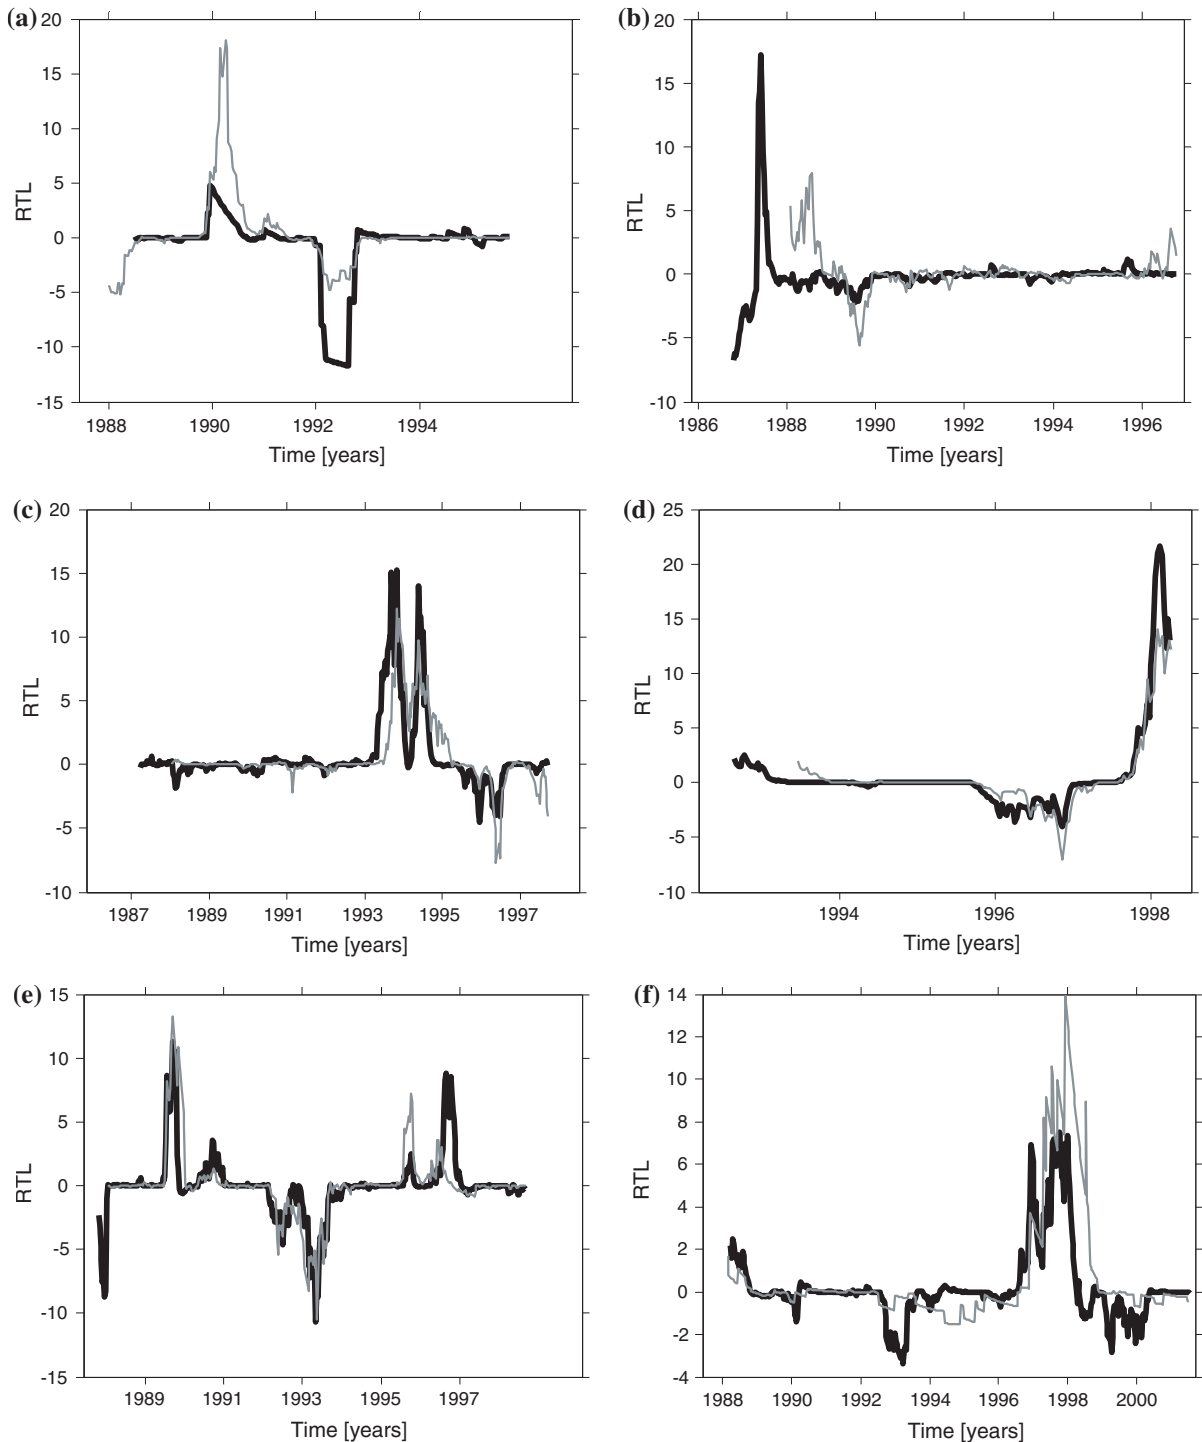 (a)
20
15
10
5
0
-5
-10
-15
RTL
1988 1990 1992 1994
Time [years]
(b)
20
15
10
5
0
-5
-10
RTL
1986 1988 1990 1992 1994 1996
Time [years]
(c)
20
15
10
5
0
-5
-10
RTL
1987 1989 1991 1993 1995 1997
Time [years]
(d)
25
20
15
10
5
0
-5
-10
RTL
1994 1996 1998
Time [years]
(e)
15
10
5
0
-5
-10
-15
RTL
1989 1991 1993 1995 1997
Time [years]
(f)
14
12
10
8
6
4
2
0
-2
-4
RTL
1988 1990 1992 1994 1996 1998 2000
Time [years]